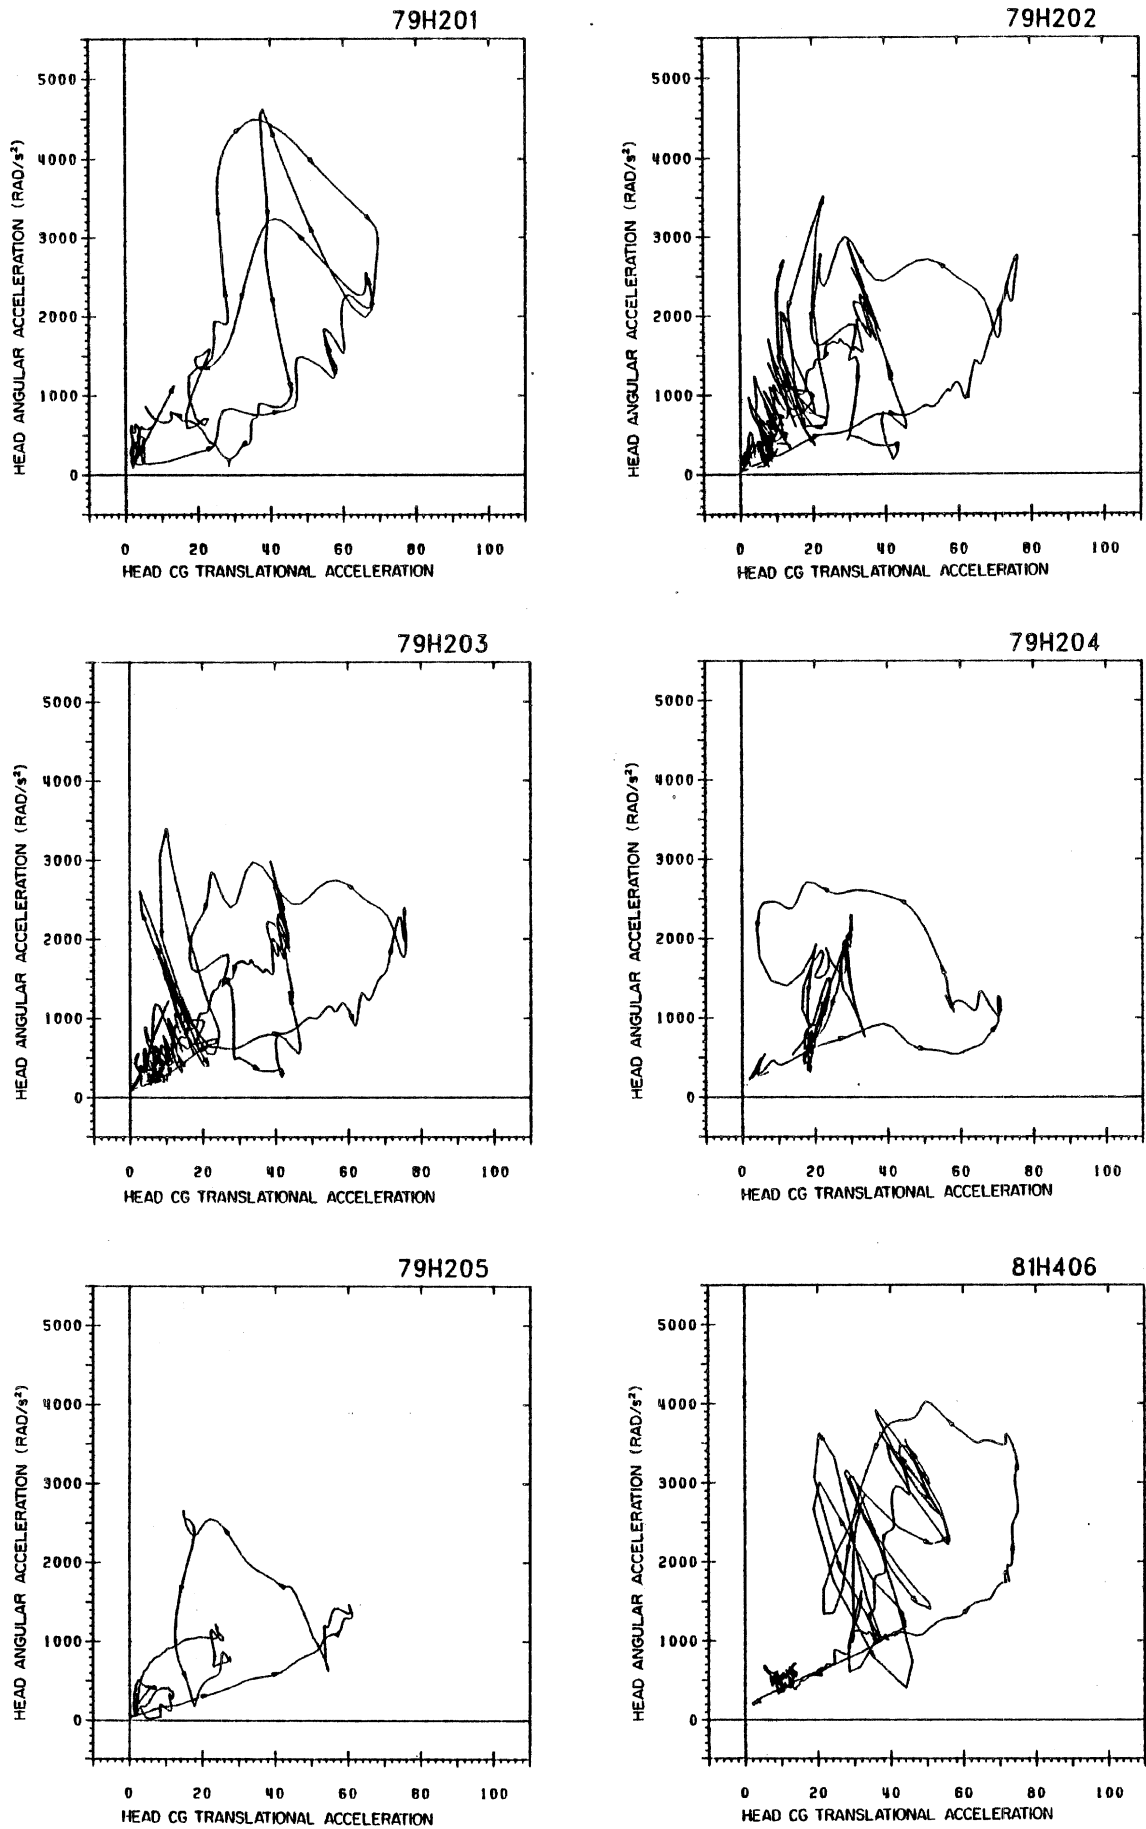 79H201
5000
4000
3000
2000
1000
0
HEAD ANGULAR ACCELERATION (RAD/s²)
0 20 40 60 80 100
HEAD CG TRANSLATIONAL ACCELERATION
79H202
5000
4000
3000
2000
1000
0
HEAD ANGULAR ACCELERATION (RAD/s²)
0 20 40 60 80 100
HEAD CG TRANSLATIONAL ACCELERATION
79H203
5000
4000
3000
2000
1000
0
HEAD ANGULAR ACCELERATION (RAD/s²)
0 20 40 60 80 100
HEAD CG TRANSLATIONAL ACCELERATION
79H204
5000
4000
3000
2000
1000
0
HEAD ANGULAR ACCELERATION (RAD/s²)
0 20 40 60 80 100
HEAD CG TRANSLATIONAL ACCELERATION
79H205
5000
4000
3000
2000
1000
0
HEAD ANGULAR ACCELERATION (RAD/s²)
0 20 40 60 80 100
HEAD CG TRANSLATIONAL ACCELERATION
81H406
5000
4000
3000
2000
1000
0
HEAD ANGULAR ACCELERATION (RAD/s²)
0 20 40 60 80 100
HEAD CG TRANSLATIONAL ACCELERATION